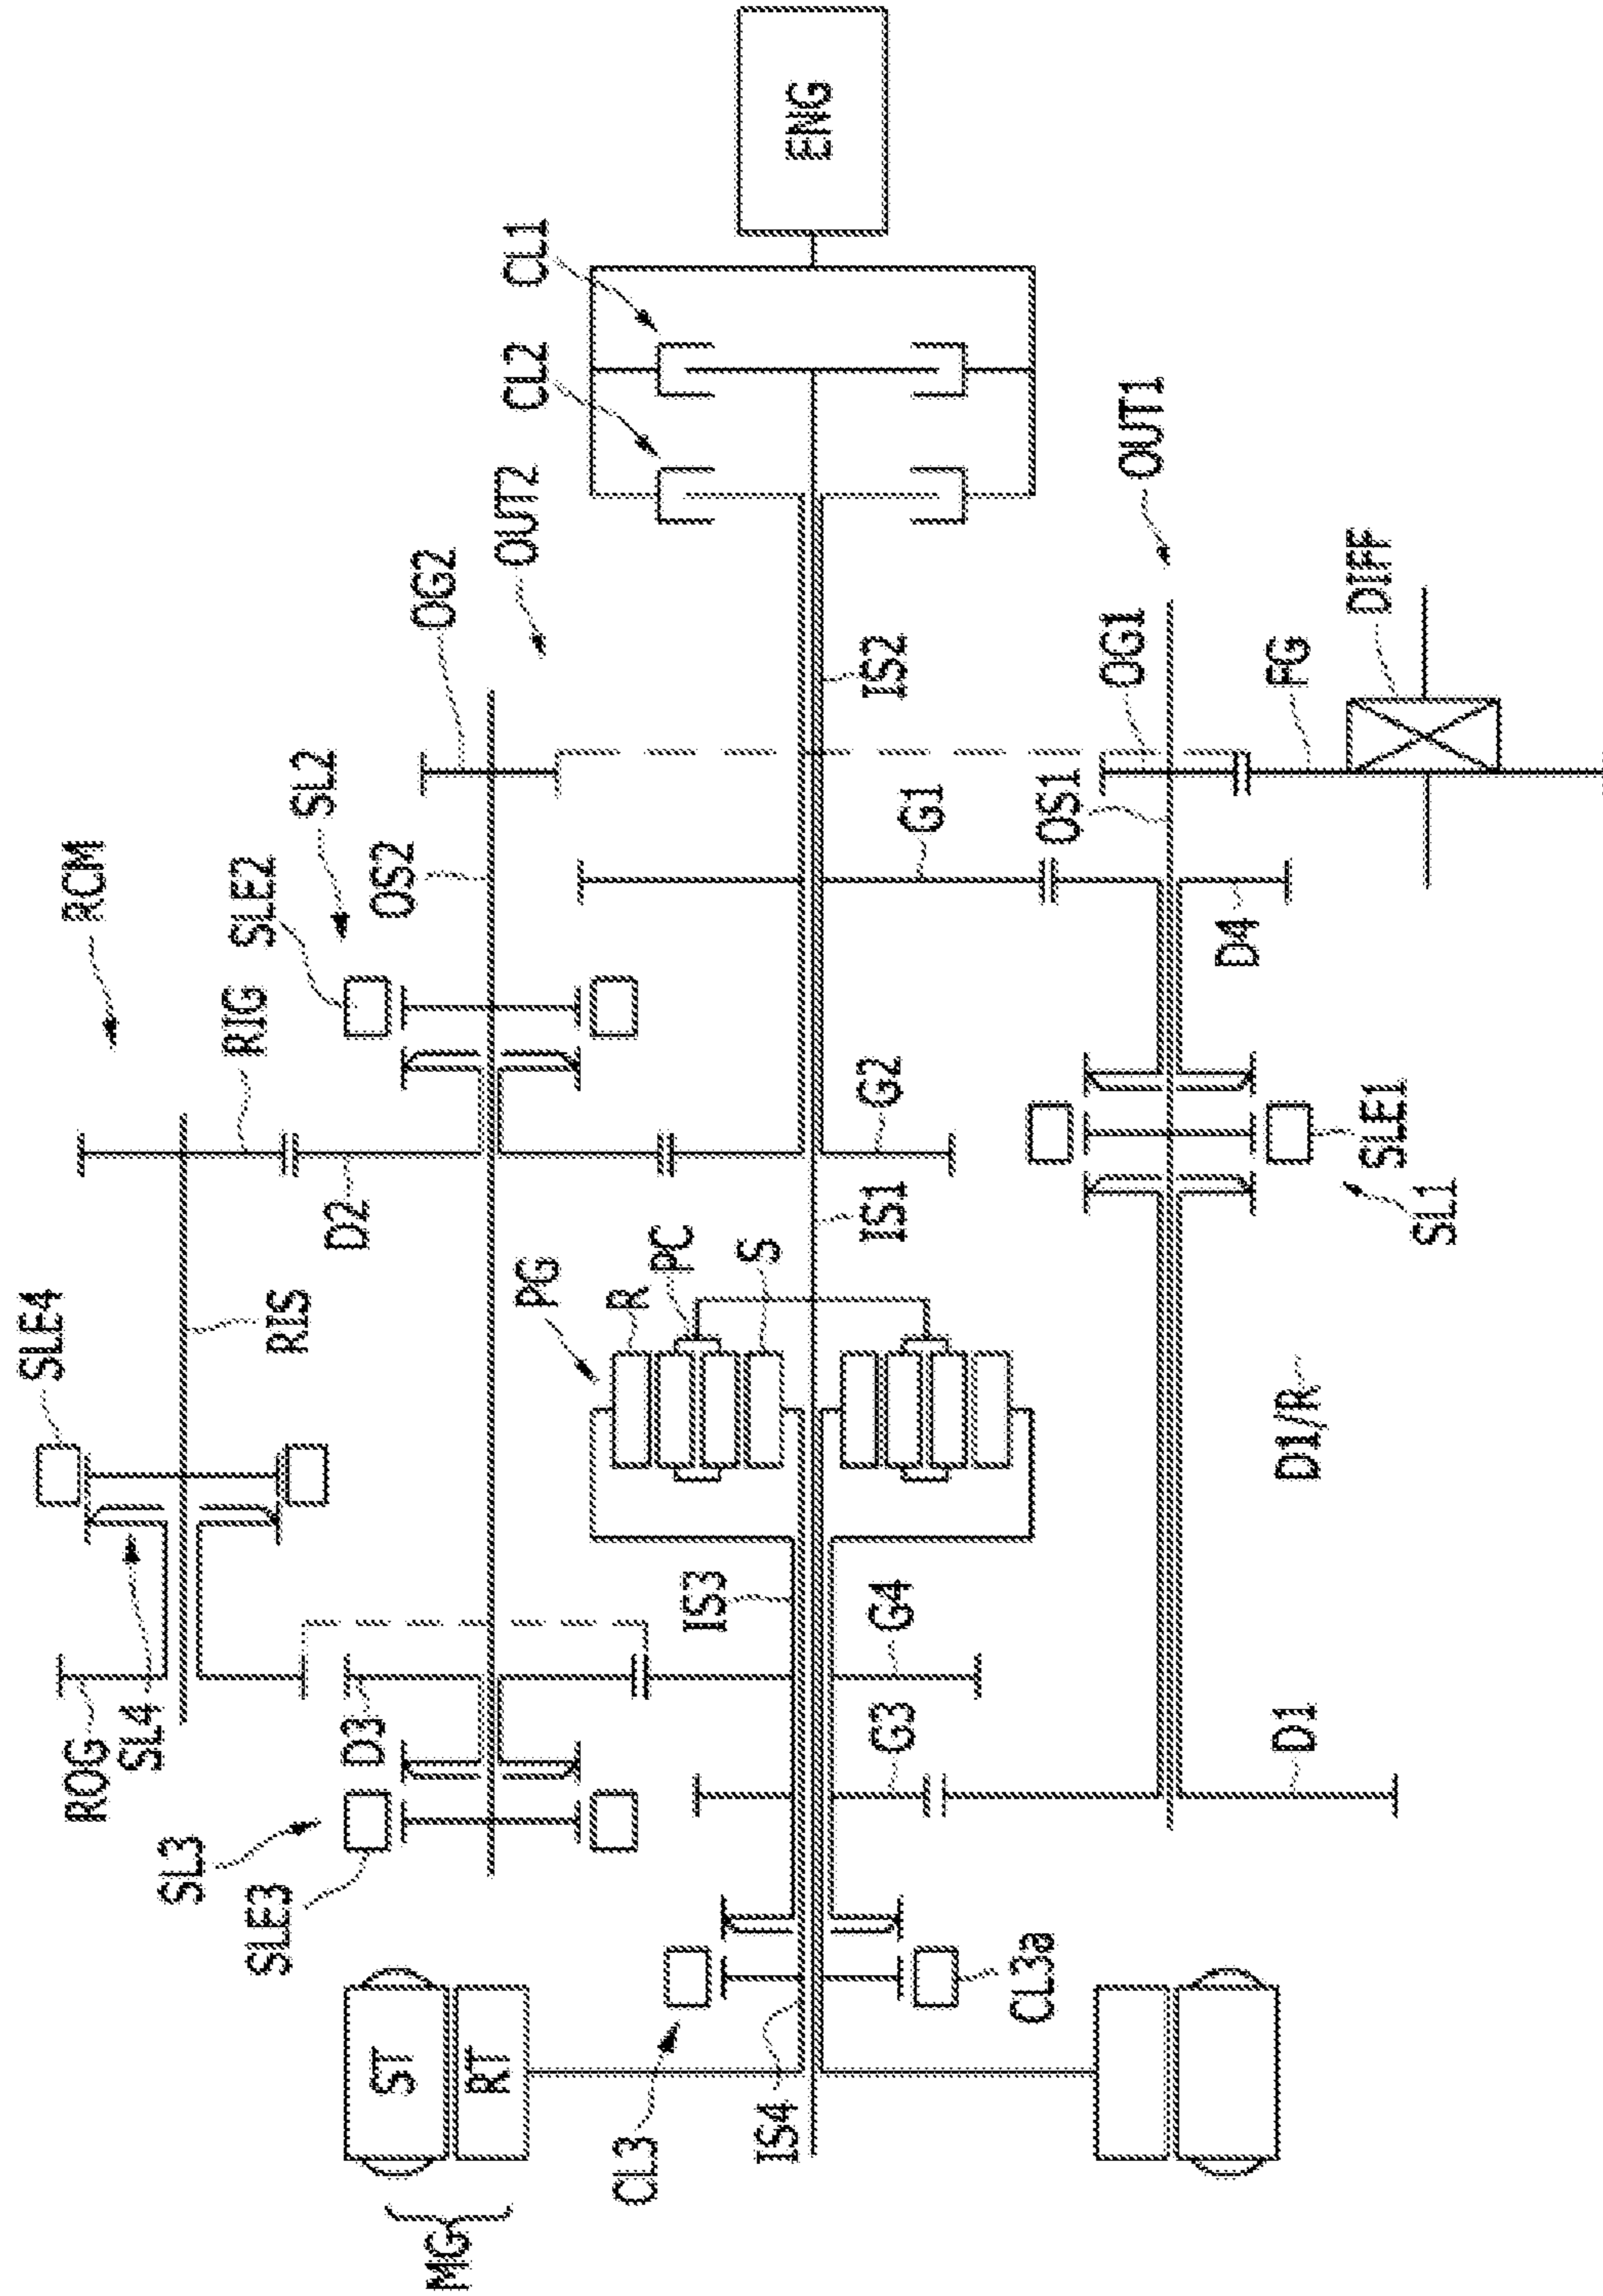 ENG
CL1
CL2
OUT2
OUT1
OG2
IS2
OG1
FG
DIFF
SL2
SLE2
OS2
G1
OS1
D4
RCM
RIG
D2
G2
IS1
SLE1
SL1
PG
R
PC
S
SLE4
RIS
D1/R
IS3
G4
G3
D1
ROG
SL4
D3
SL3
SLE3
CL3
CL3a
IS4
ST
RT
MG